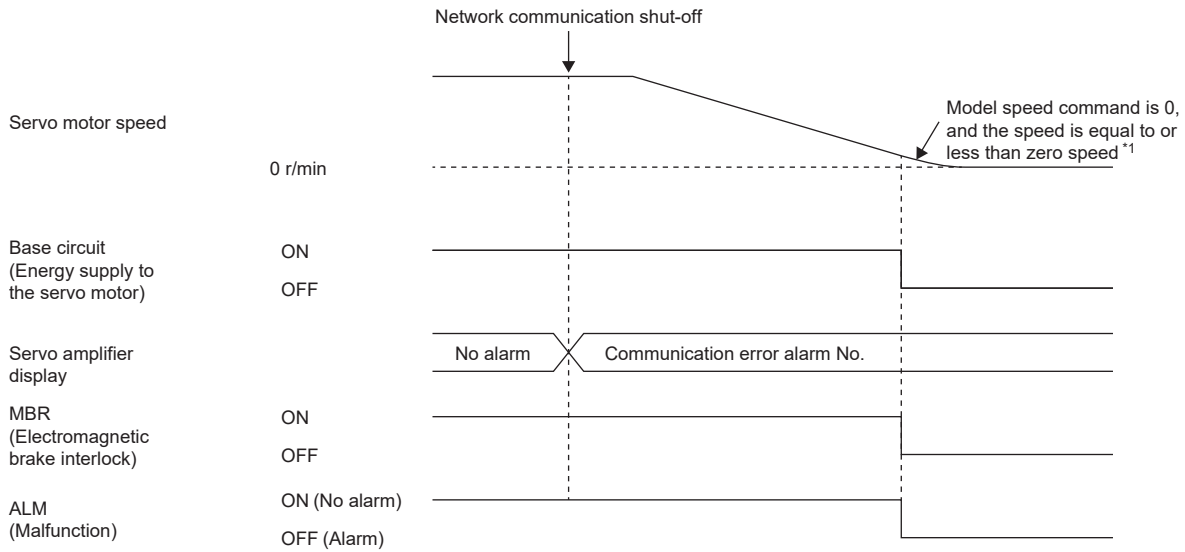 Network communication shut-off
Servo motor speed
0 r/min
Model speed command is 0,
and the speed is equal to or
less than zero speed *1
Base circuit
(Energy supply to
the servo motor)
ON
OFF
Servo amplifier
display
No alarm
Communication error alarm No.
MBR
(Electromagnetic
brake interlock)
ON
OFF
ALM
(Malfunction)
ON (No alarm)
OFF (Alarm)